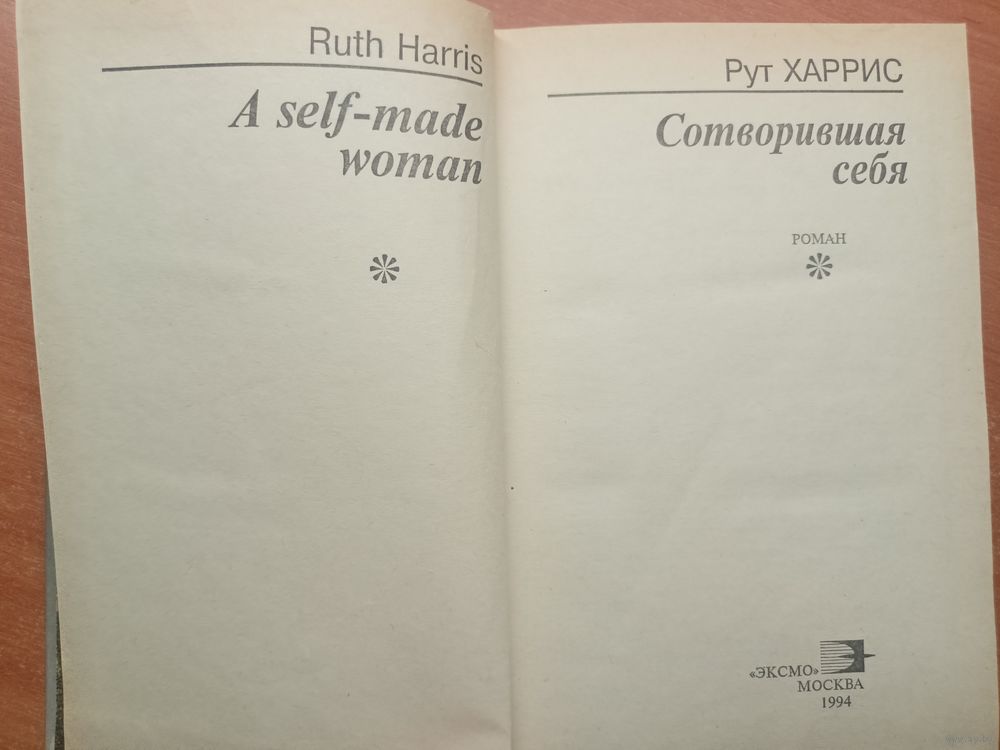 Ruth Harris
A self-made
woman
Рут ХАРРИС
Сотворившая
себя
РОМАН
«ЭКСМО»
МОСКВА
1994